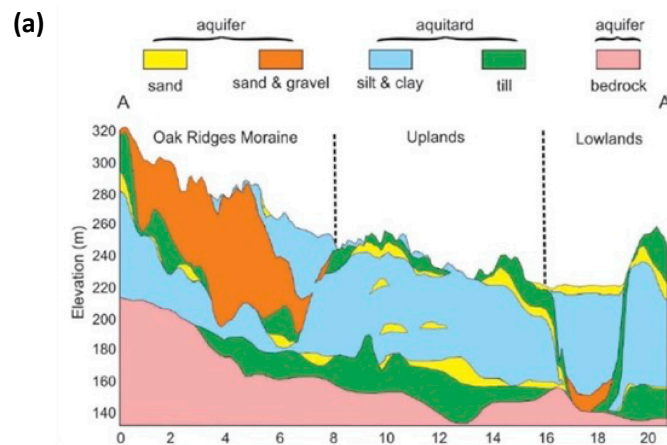 (a)
aquifer aquitard aquifer
sand sand & gravel silt & clay till bedrock
A A
Oak Ridges Moraine Uplands Lowlands
Elevation (m)
320
300
280
260
240
220
200
180
160
140
0 2 4 6 8 10 12 14 16 18 20